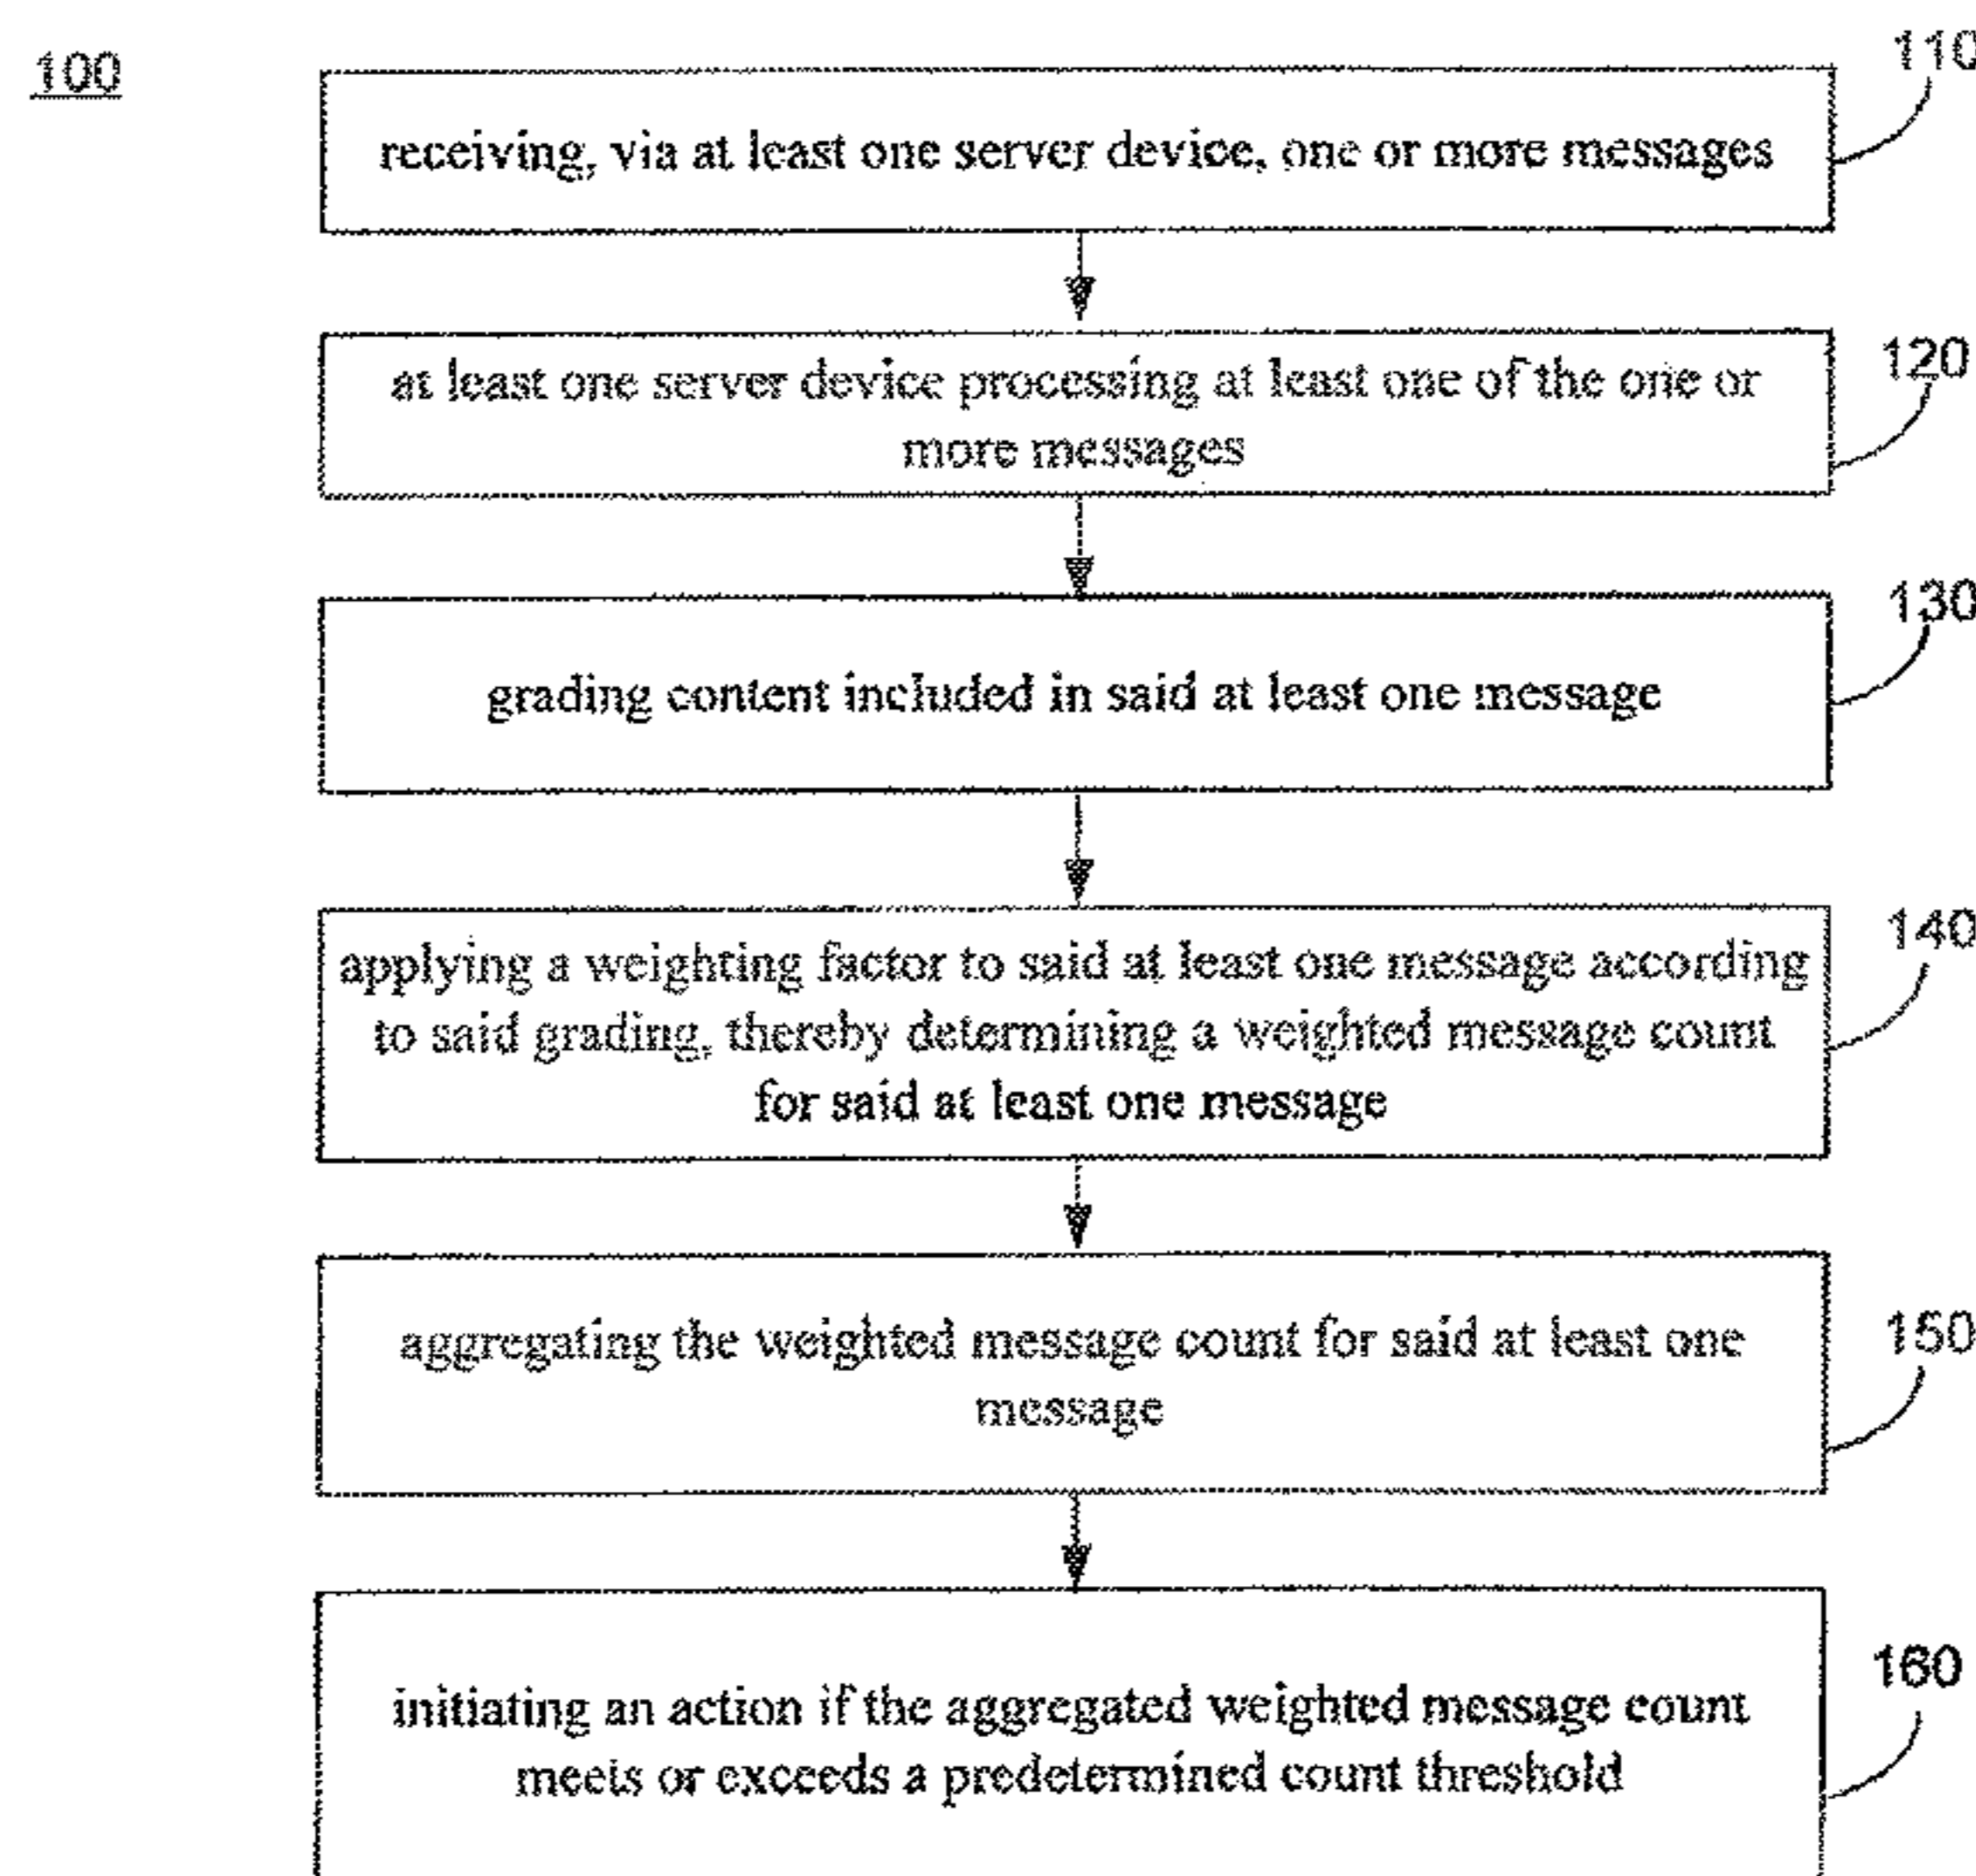 100
110
receiving, via at least one server device, one or more messages
120
at least one server device processing at least one of the one or
more messages
130
grading content included in said at least one message
140
applying a weighting factor to said at least one message according
to said grading, thereby determining a weighted message count
for said at least one message
150
aggregating the weighted message count for said at least one
message
160
initiating an action if the aggregated weighted message count
meets or exceeds a predetermined count threshold